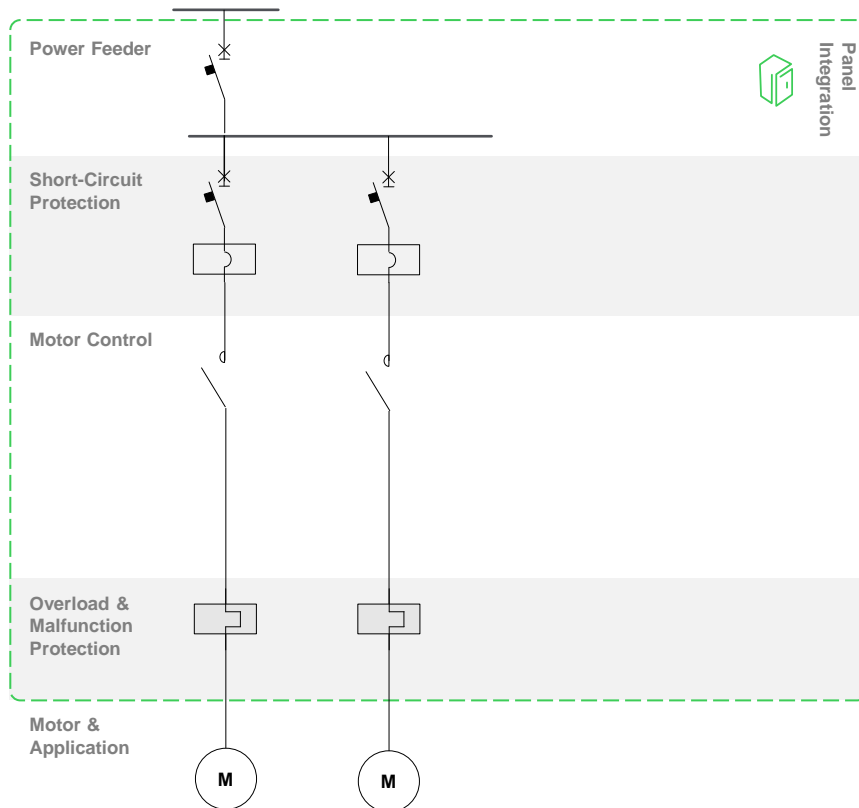 Power Feeder
Panel
Integration
Short-Circuit
Protection
Motor Control
Overload &
Malfunction
Protection
Motor &
Application
M
M